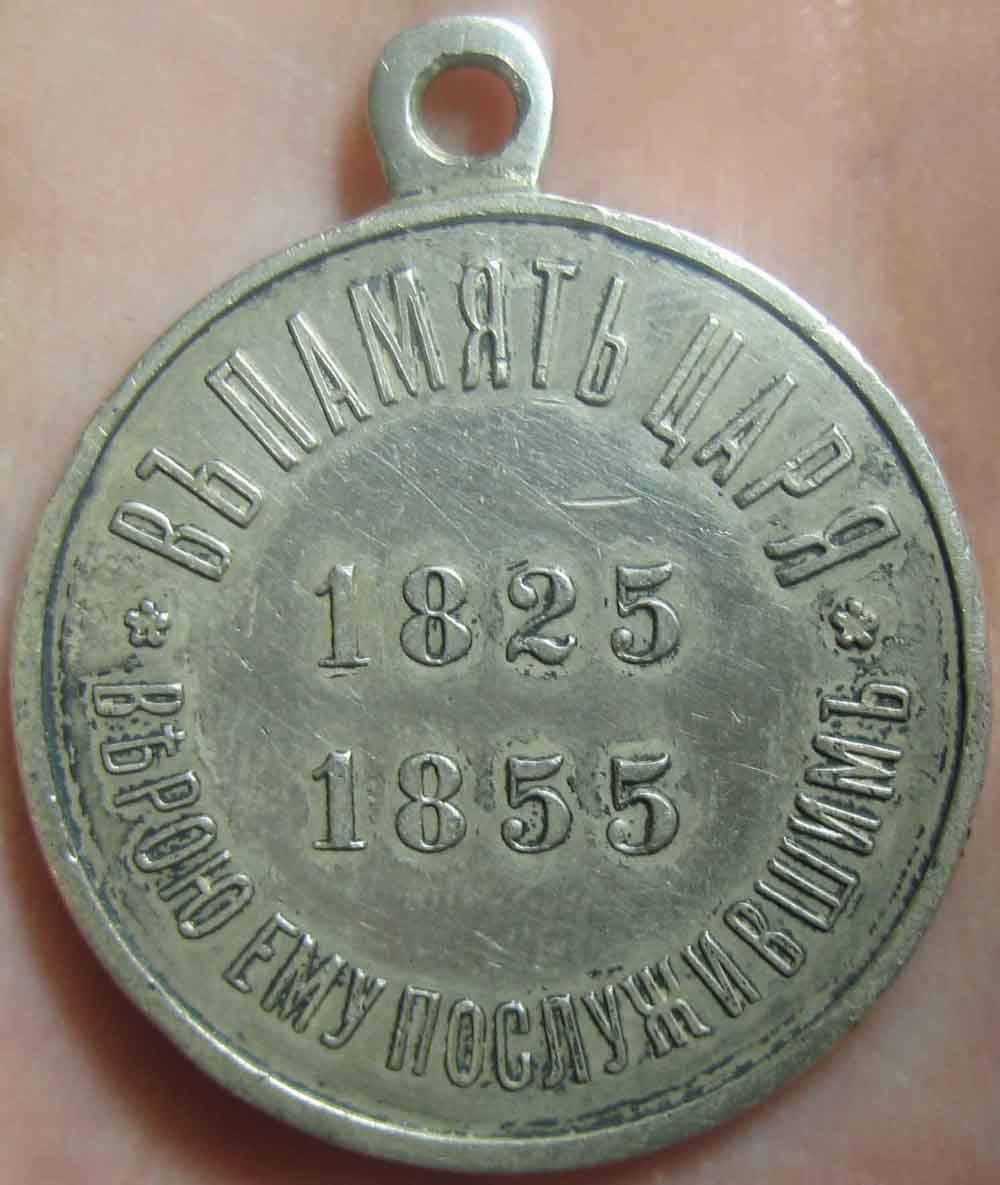 ВЪ ПАМЯТЬ ЦАРЯ
1825
1855
ВѢРОЮ ЕМУ ПОСЛУЖИВШИМЪ